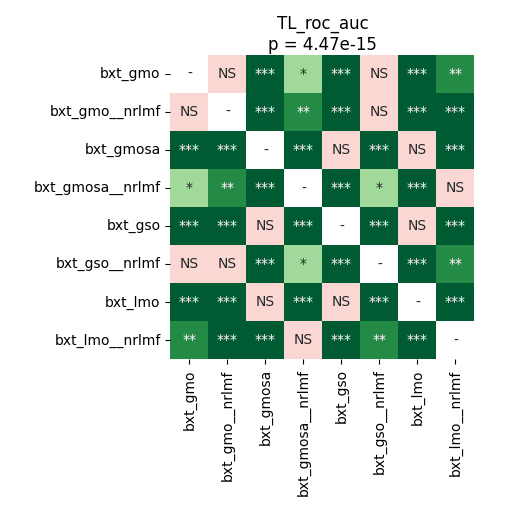 TL_roc_auc
p = 4.47e-15
bxt_gmo - NS *** * *** NS *** **
bxt_gmo__nrlmf NS - *** ** *** NS *** ***
bxt_gmosa *** *** - *** NS *** NS ***
bxt_gmosa__nrlmf * ** *** - *** * *** NS
bxt_gso *** *** NS *** - *** NS ***
bxt_gso__nrlmf NS NS *** * *** - *** **
bxt_lmo *** *** NS *** NS *** - ***
bxt_lmo__nrlmf ** *** *** NS *** ** *** -
bxt_gmo
bxt_gmo__nrlmf
bxt_gmosa
bxt_gmosa__nrlmf
bxt_gso
bxt_gso__nrlmf
bxt_lmo
bxt_lmo__nrlmf